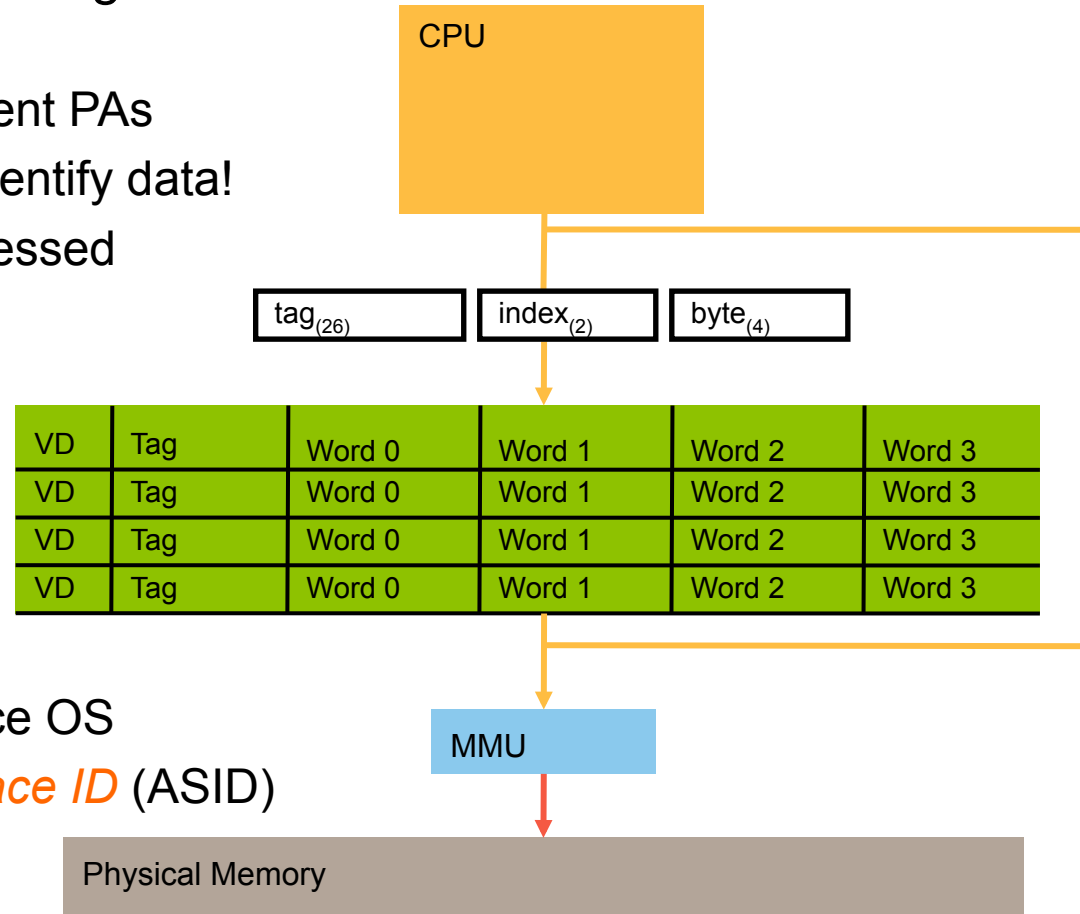 CPU
ent PAs
entify data!
essed
tag(26) index(2) byte(4)
VD Tag Word 0 Word 1 Word 2 Word 3
VD Tag Word 0 Word 1 Word 2 Word 3
VD Tag Word 0 Word 1 Word 2 Word 3
VD Tag Word 0 Word 1 Word 2 Word 3
ce OS
MMU
ace ID (ASID)
Physical Memory